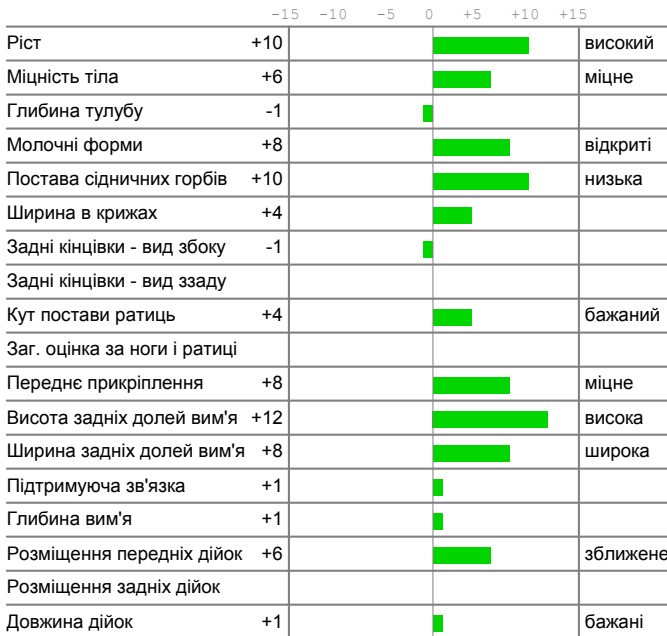 -15 -10 -5 0 +5 +10 +15
Ріст +10 високий
Міцність тіла +6 міцне
Глибина тулубу -1
Молочні форми +8 відкриті
Постава сідничних горбів +10 низька
Ширина в крижах +4
Задні кінцівки - вид збоку -1
Задні кінцівки - вид ззаду
Кут постави ратиць +4 бажаний
Заг. оцінка за ноги і ратиці
Переднє прикріплення +8 міцне
Висота задніх долей вим'я +12 висока
Ширина задніх долей вим'я +8 широка
Підтримуюча зв'язка +1
Глибина вим'я +1
Розміщення передніх дійок +6 зближене
Розміщення задніх дійок
Довжина дійок +1 бажані